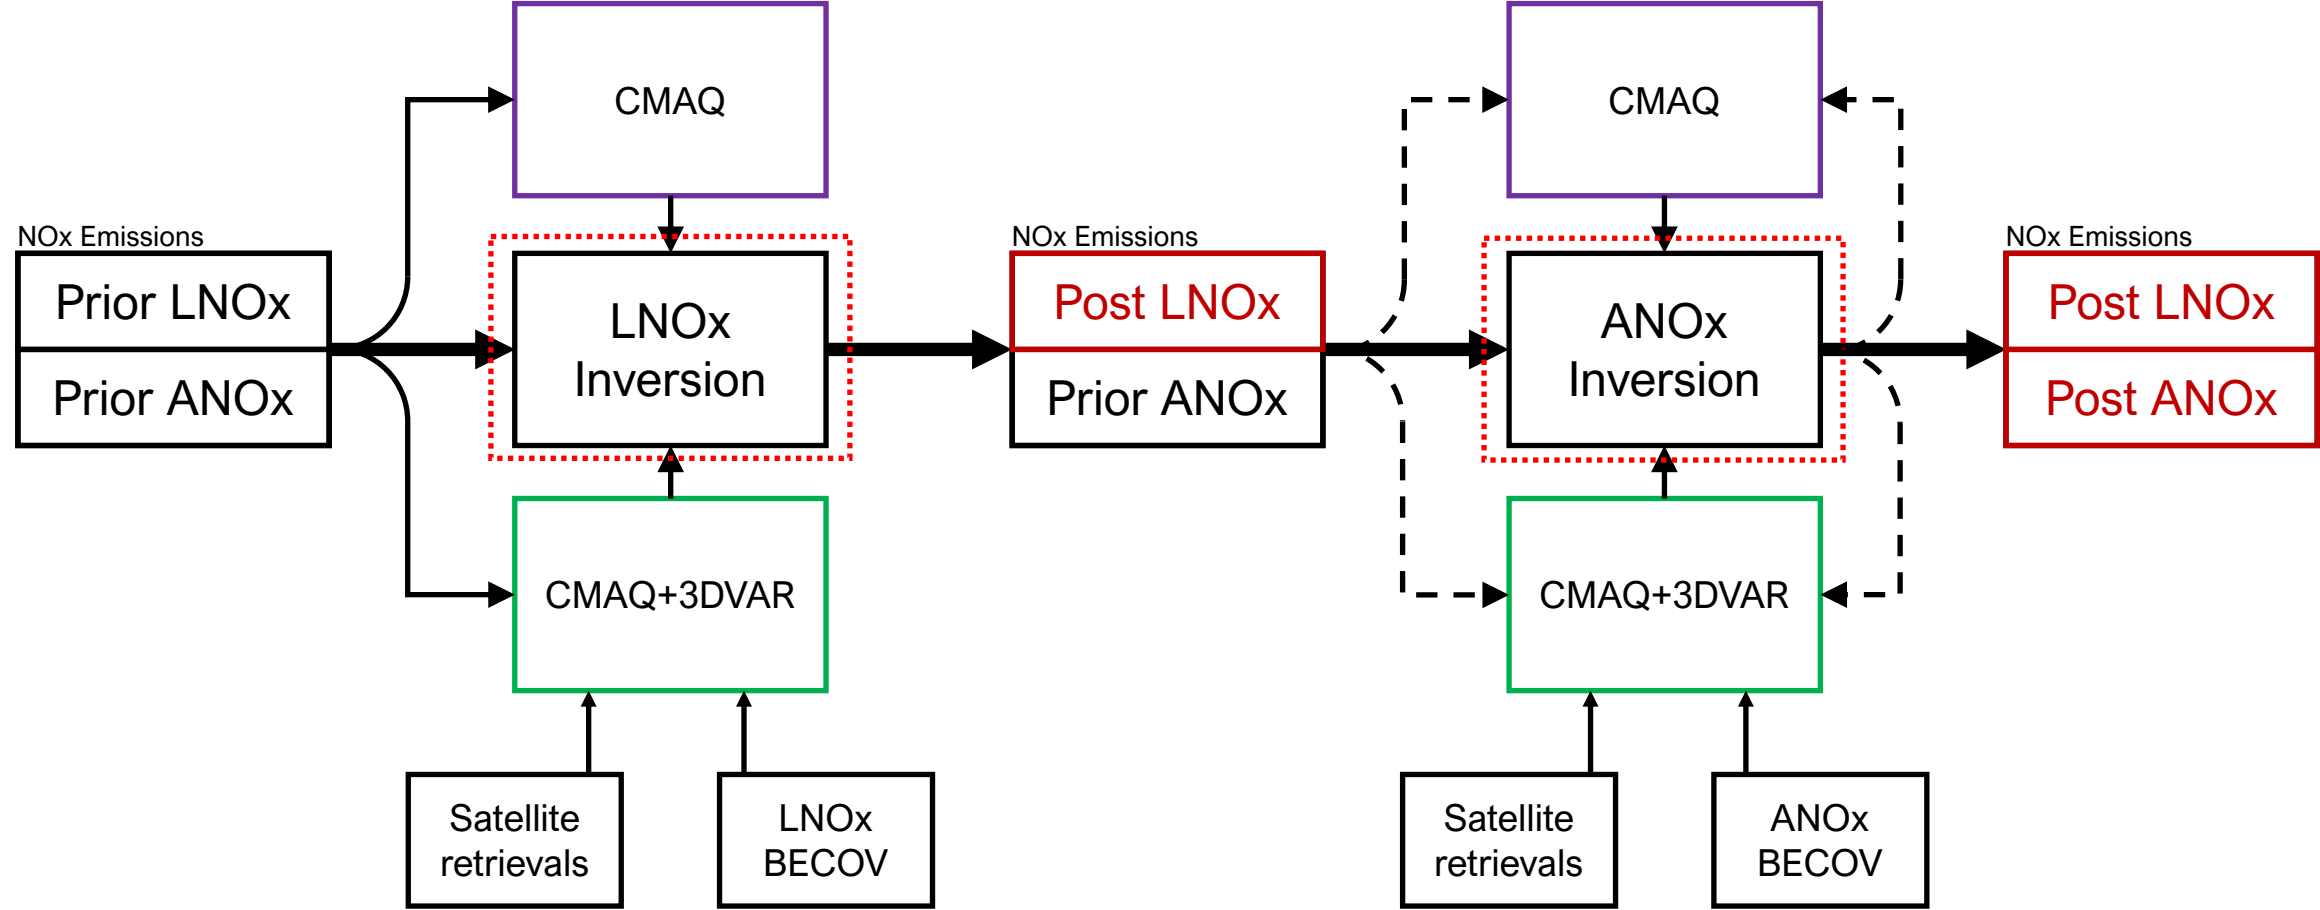 CMAQ
CMAQ
NOx Emissions
Prior LNOx
Prior ANOx
LNOx
Inversion
NOx Emissions
Post LNOx
Prior ANOx
ANOx
Inversion
NOx Emissions
Post LNOx
Post ANOx
CMAQ+3DVAR
CMAQ+3DVAR
Satellite
retrievals
LNOx
BECOV
Satellite
retrievals
ANOx
BECOV